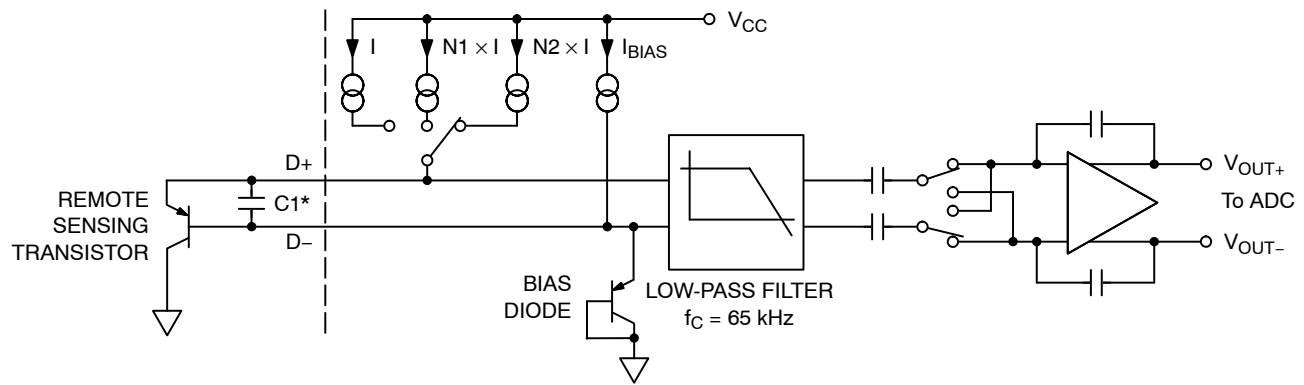 V_CC
I
N1 × I
N2 × I
I_BIAS
D+
REMOTE
SENSING
TRANSISTOR
C1*
D−
BIAS
DIODE
LOW-PASS FILTER
f_C = 65 kHz
V_OUT+
To ADC
V_OUT−